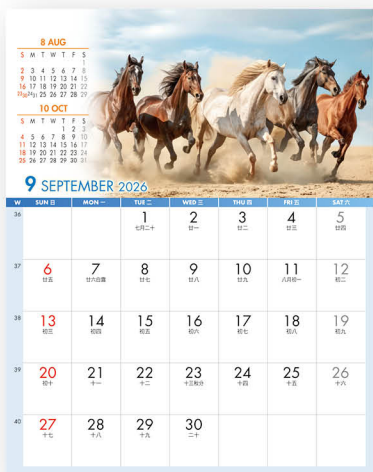 8 AUG
S M T W T F S
1
2 3 4 5 6 7 8
9 10 11 12 13 14 15
16 17 18 19 20 21 22
23/30 24/31 25 26 27 28 29
10 OCT
S M T W T F S
1 2 3
4 5 6 7 8 9 10
11 12 13 14 15 16 17
18 19 20 21 22 23 24
25 26 27 28 29 30 31
9 SEPTEMBER 2026
W SUN 日 MON 一 TUE 二 WED 三 THU 四 FRI 五 SAT 六
36 1 2 3 4 5
七月二十 廿一 廿二 廿三 廿四
37 6 7 8 9 10 11 12
廿五 廿六白露 廿七 廿八 廿九 八月初一 初二
38 13 14 15 16 17 18 19
初三 初四 初五 初六 初七 初八 初九
39 20 21 22 23 24 25 26
初十 十一 十二 十三秋分 十四 十五 十六
40 27 28 29 30
十七 十八 十九 二十